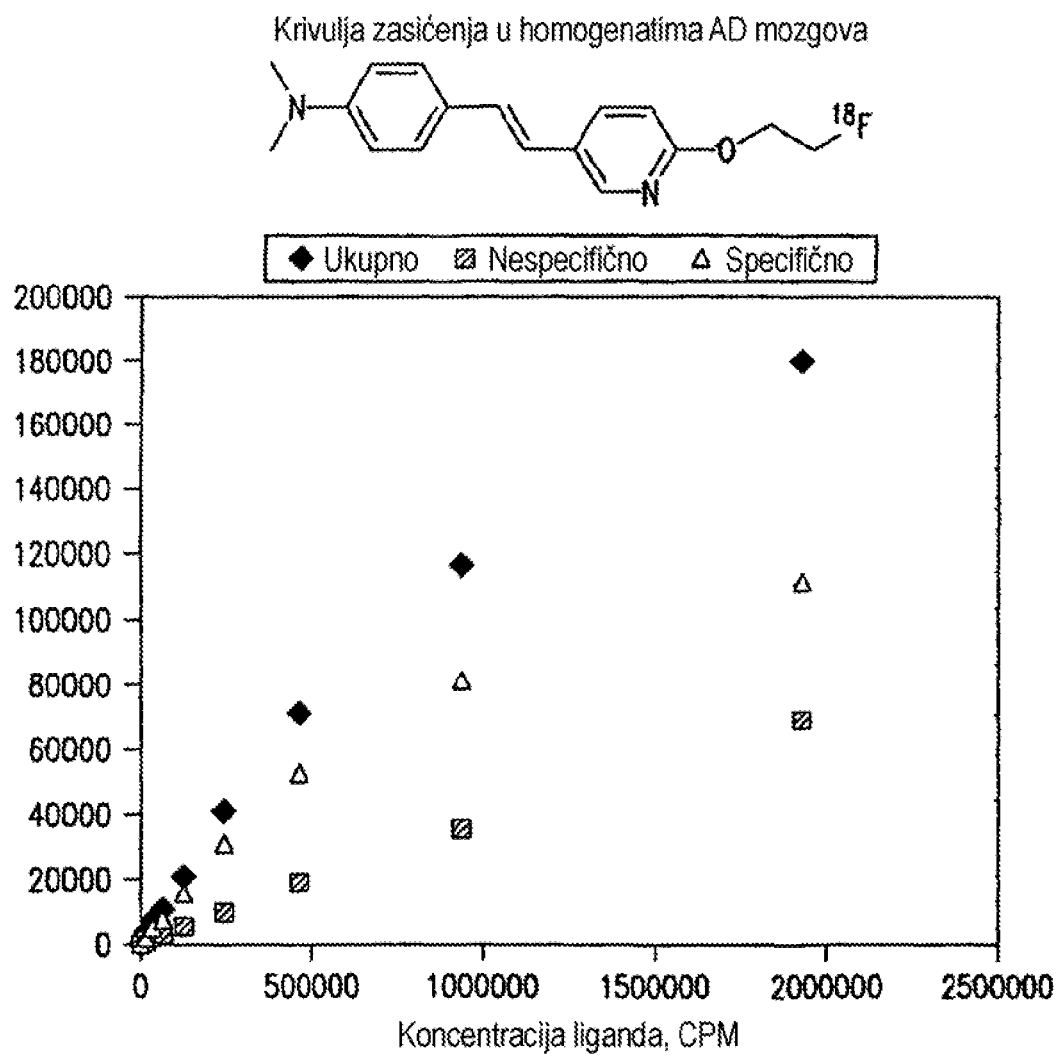 Krivulja zasićenja u homogenatima AD mozgova
N
18F
O
N
Ukupno Nespecifično Specifično
200000
180000
160000
140000
120000
100000
80000
60000
40000
20000
0
0 500000 1000000 1500000 2000000 2500000
Koncentracija liganda, CPM